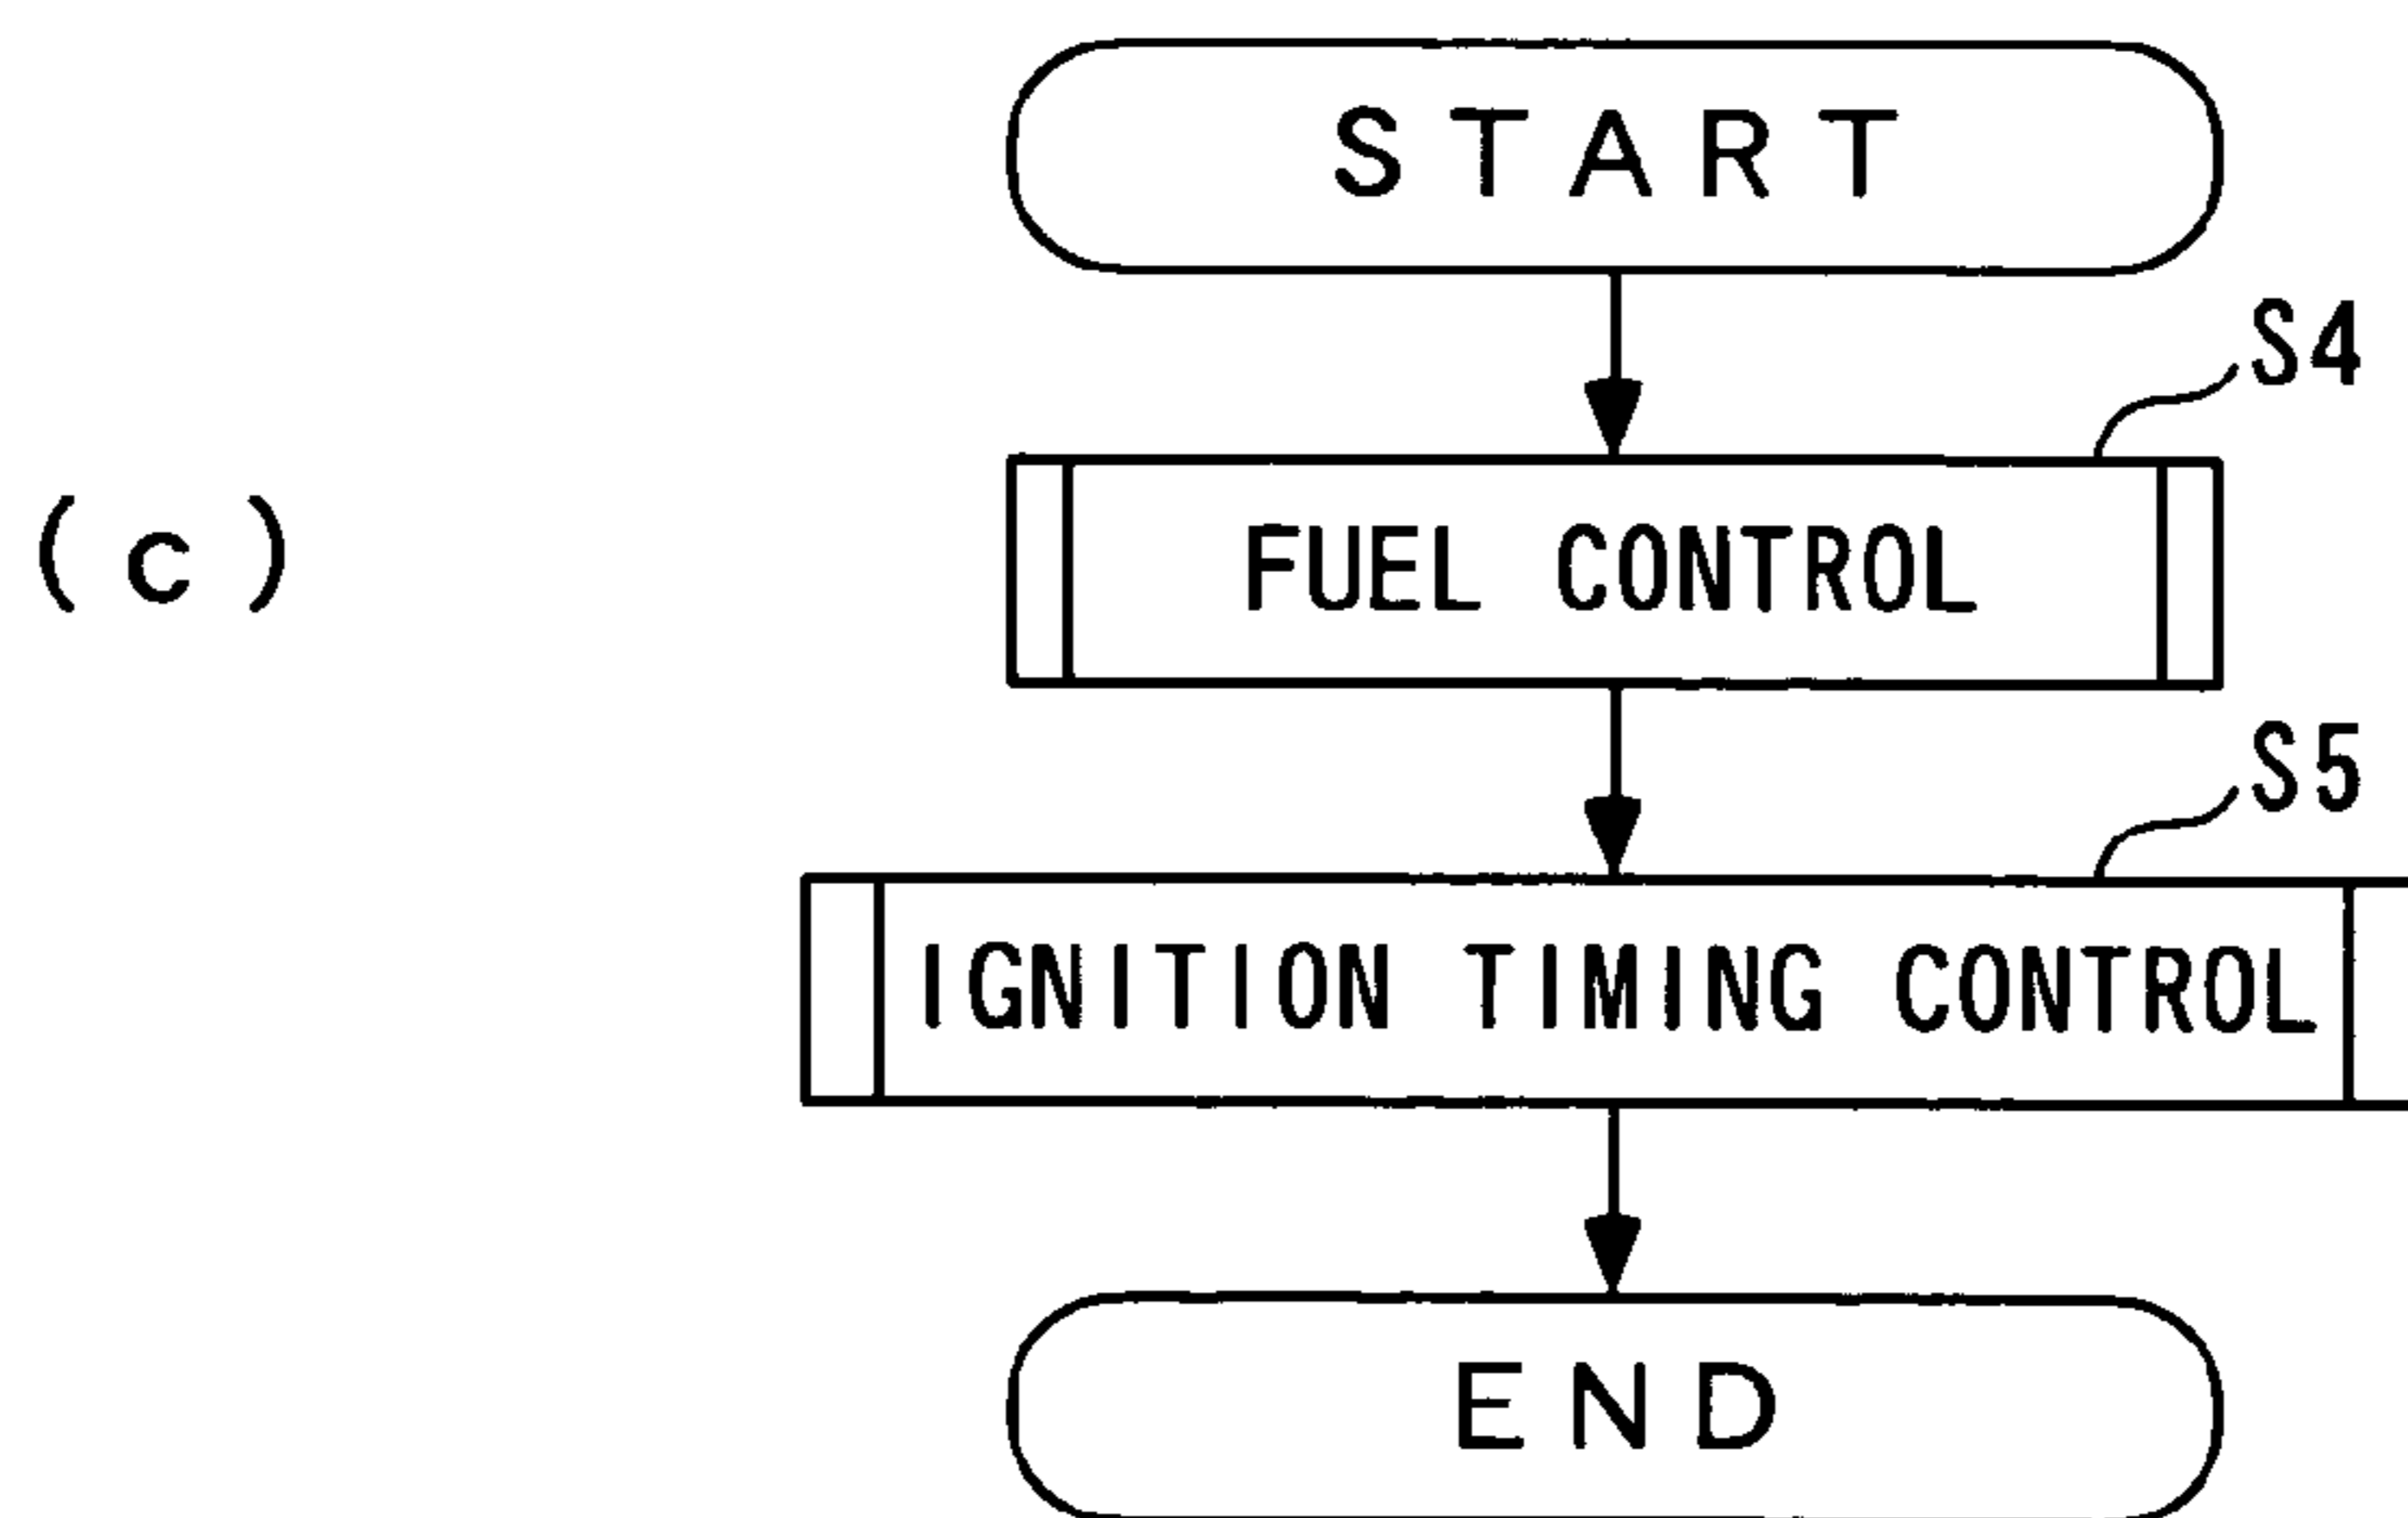 START
S4
(c)
FUEL CONTROL
S5
IGNITION TIMING CONTROL
END